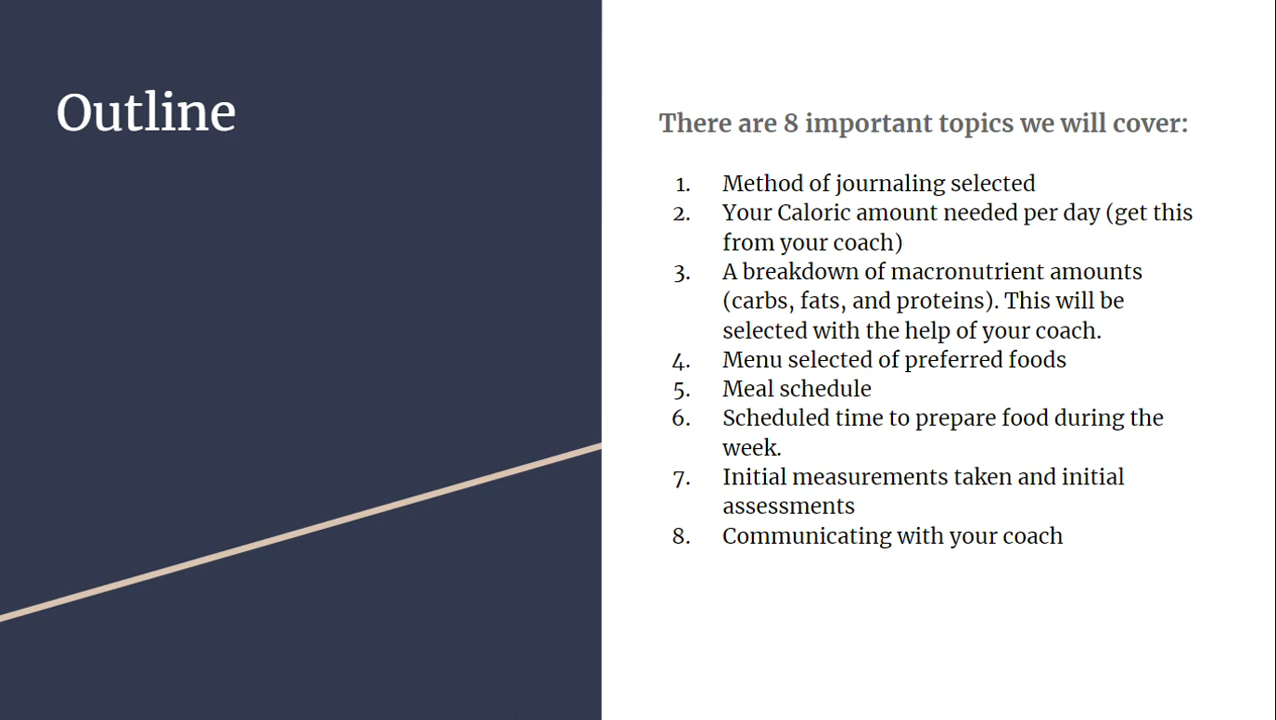 Outline
There are 8 important topics we will cover:
1. Method of journaling selected
2. Your Caloric amount needed per day (get this
from your coach)
3. A breakdown of macronutrient amounts
(carbs, fats, and proteins). This will be
selected with the help of your coach.
4. Menu selected of preferred foods
5. Meal schedule
6. Scheduled time to prepare food during the
week.
7. Initial measurements taken and initial
assessments
8. Communicating with your coach